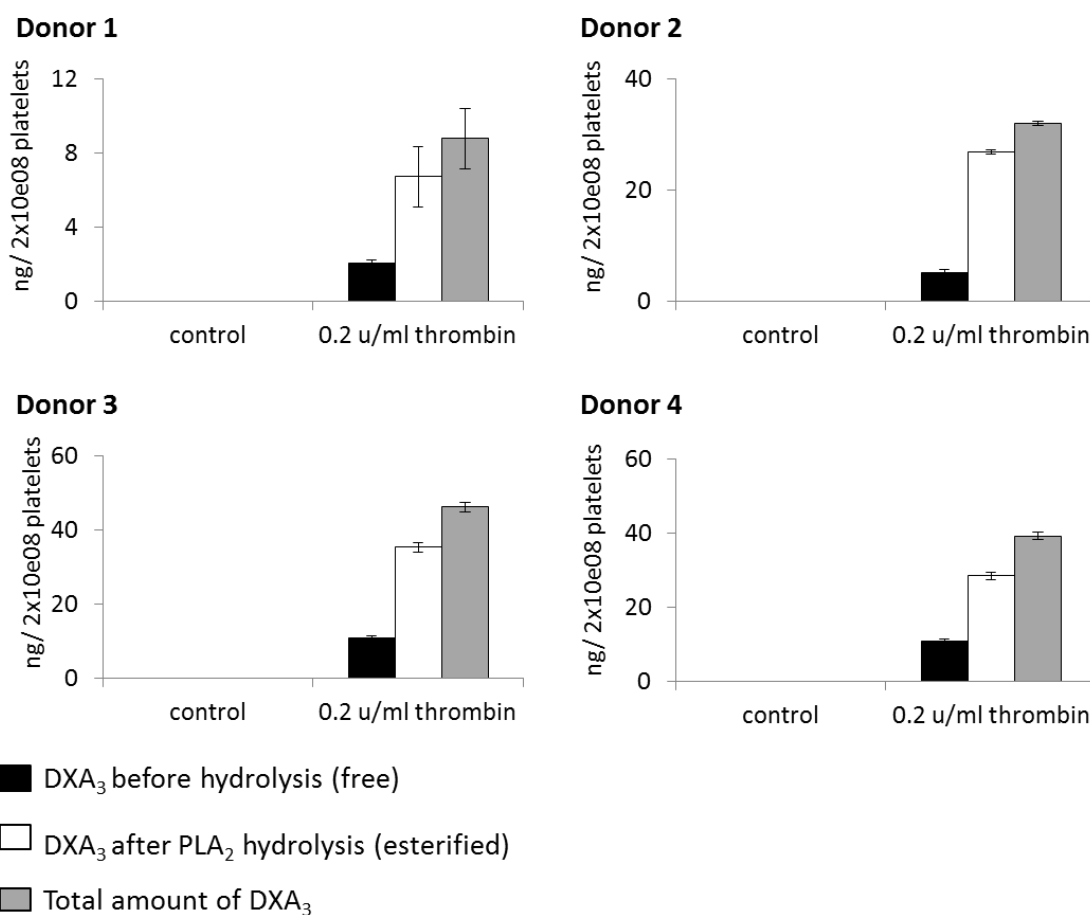 Donor 1
ng/ 2x10e08 platelets
12
8
4
0
control
0.2 u/ml thrombin
Donor 2
ng/ 2x10e08 platelets
40
20
0
control
0.2 u/ml thrombin
Donor 3
ng/ 2x10e08 platelets
60
40
20
0
control
0.2 u/ml thrombin
Donor 4
ng/ 2x10e08 platelets
60
40
20
0
control
0.2 u/ml thrombin
DXA₃ before hydrolysis (free)
DXA₃ after PLA₂ hydrolysis (esterified)
Total amount of DXA₃